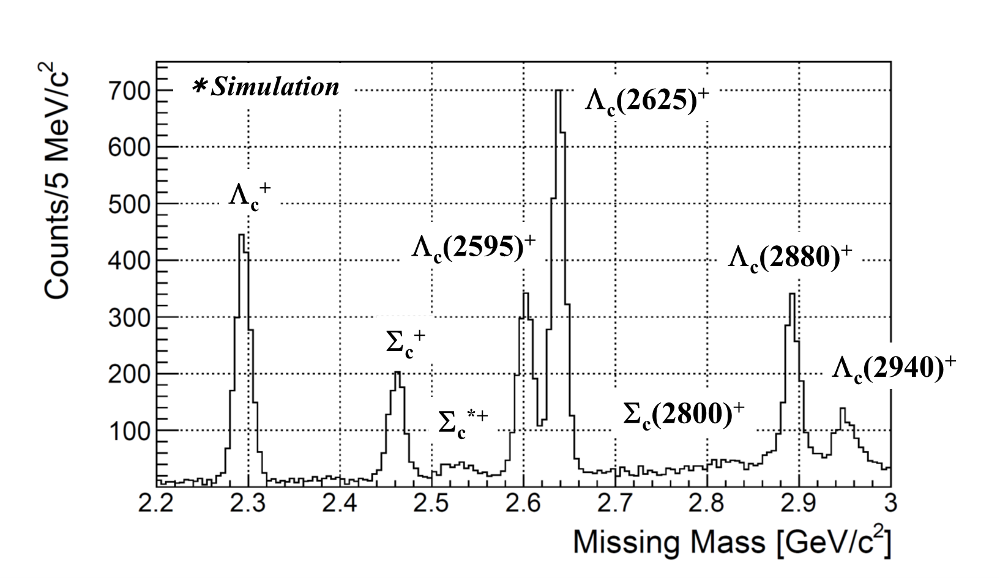 Counts/5 MeV/c²
700
600
500
400
300
200
100
*Simulation
Λc⁺
Σc⁺
Σc*⁺
Λc(2595)⁺
Λc(2625)⁺
Σc(2800)⁺
Λc(2880)⁺
Λc(2940)⁺
2.2 2.3 2.4 2.5 2.6 2.7 2.8 2.9 3
Missing Mass [GeV/c²]